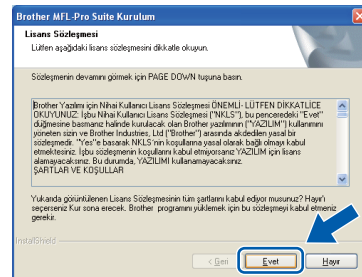 Brother MFL-Pro Suite Kurulum
Lisans Sözleşmesi
Lütfen aşağıdaki lisans sözleşmesini dikkatle okuyun.
Sözleşmenin devamını görmek için PAGE DOWN tuşuna basın.
Brother Yazılımı için Nihai Kullanıcı Lisans Sözleşmesi ÖNEMLİ- LÜTFEN DİKKATLİCE
OKUYUNUZ: İşbu Nihai Kullanıcı Lisans Sözleşmesi ("NKLS"), bu penceredeki "Evet"
düğmesine basmanız halinde kurulacak olan Brother yazılımının ("YAZILIM") kullanımını
yöneten sizin ve Brother Industries, Ltd ("Brother") arasında akdedilen yasal bir
sözleşmedir. "Yes"e basarak NKLS'nin koşullarına yasal olarak bağlı olmayı kabul
etmektesiniz. İşbu sözleşmenin koşullarını kabul etmiyorsanız YAZILIM için lisans
alamayacaksınız. Bu durumda, YAZILIMI kullanamayacaksınız.
ŞARTLAR VE KOŞULLAR
Yukarıda görüntülenen Lisans Sözleşmesinin tüm şartlarını kabul ediyor musunuz? Hayır'ı
seçerseniz Kur sona erecek. Brother programını yüklemek için bu sözleşmeyi kabul etmeniz
gerekir.
InstallShield
< Geri Evet Hayır